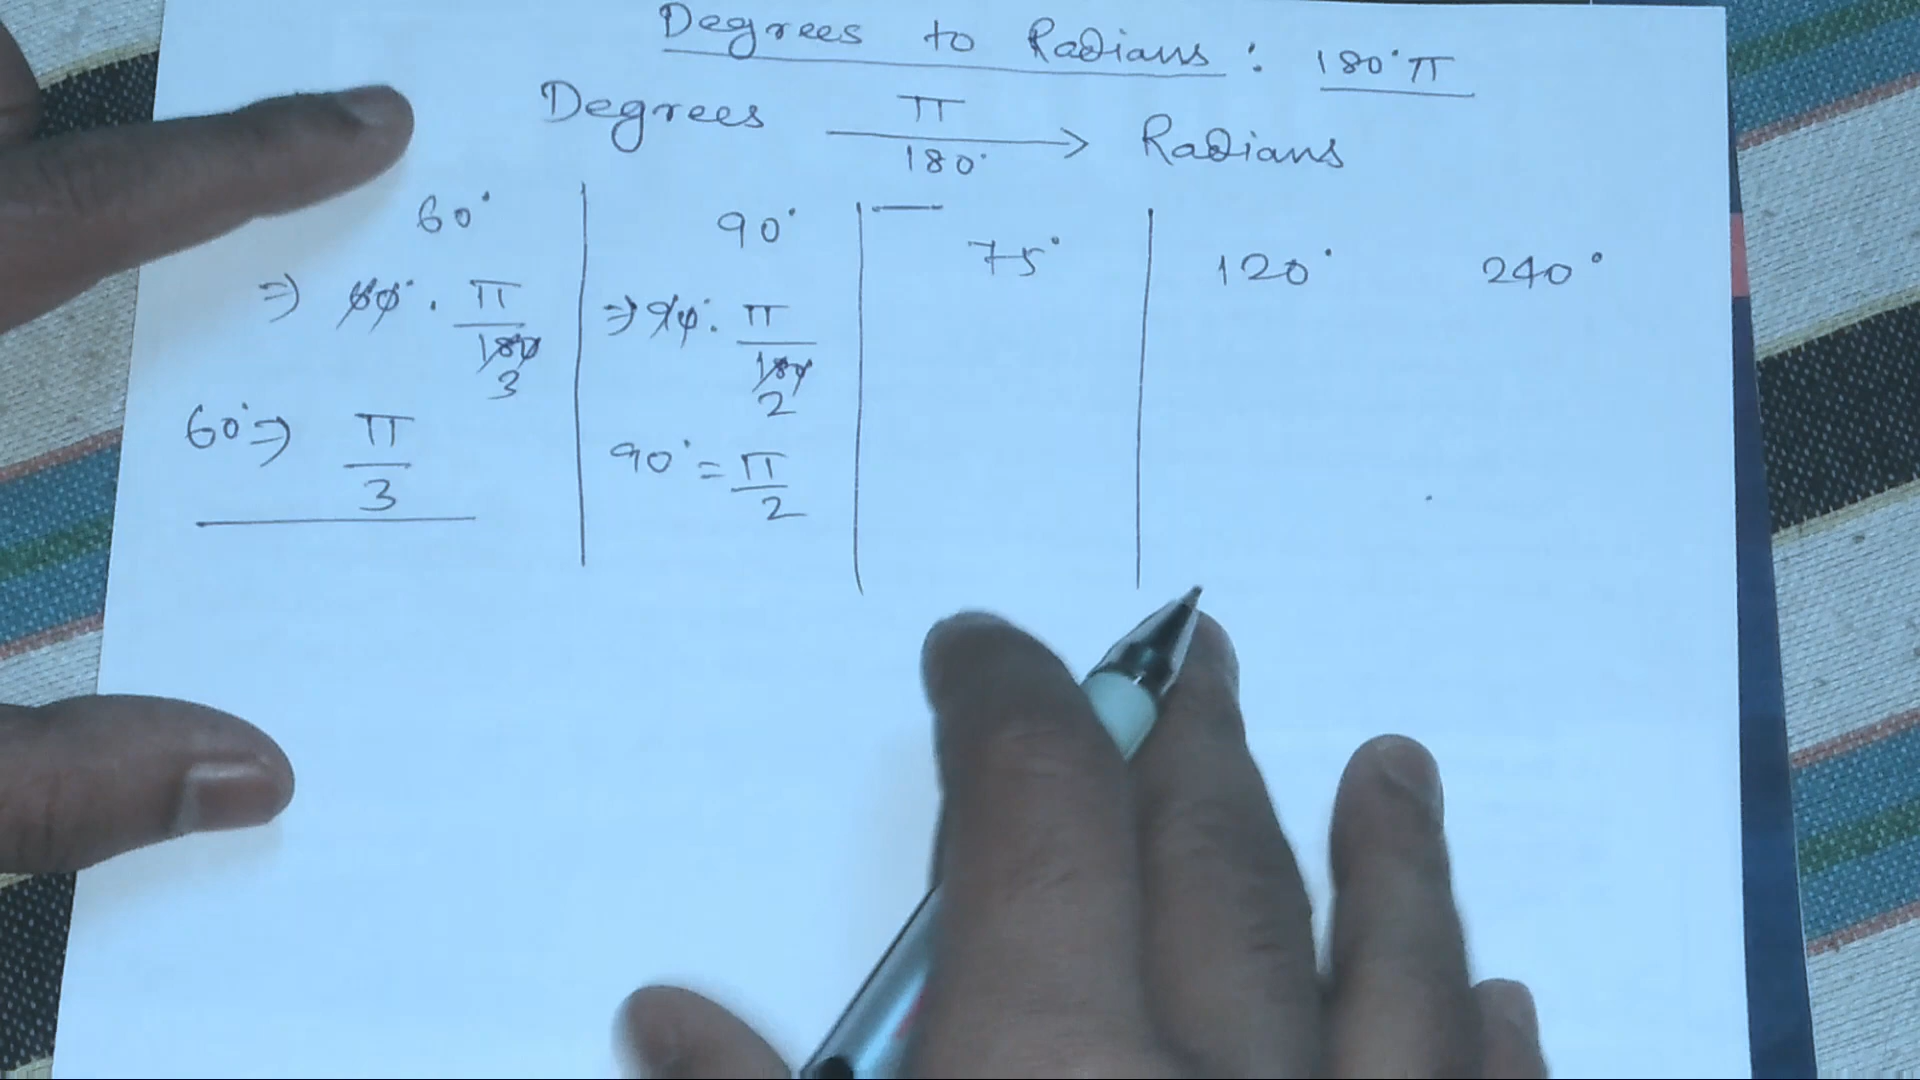 Degrees to Radians : 180° π
Degrees π/180° → Radians
60° 90° 75° 120° 240°
⇒ 60° . π/180 3 ⇒ 90° . π/180 2
60° ⇒ π/3 90° = π/2